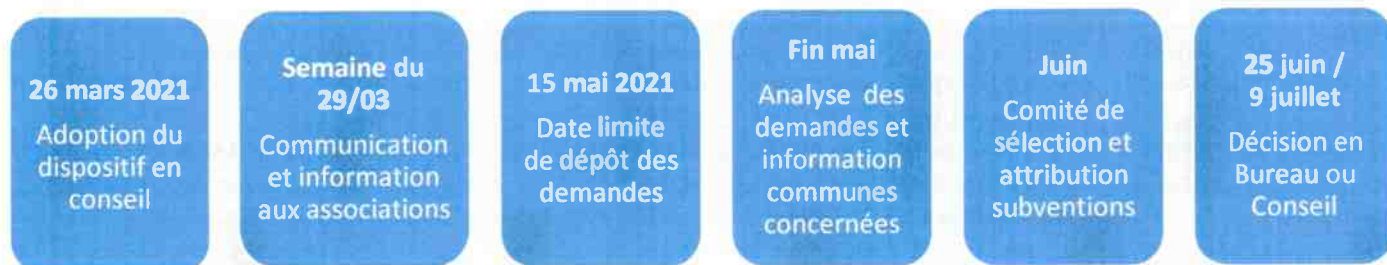 26 mars 2021
Adoption du
dispositif en
conseil
Semaine du
29/03
Communication
et information
aux associations
15 mai 2021
Date limite
de dépôt des
demandes
Fin mai
Analyse des
demandes et
information
communes
concernées
Juin
Comité de
sélection et
attribution
subventions
25 juin /
9 juillet
Décision en
Bureau ou
Conseil